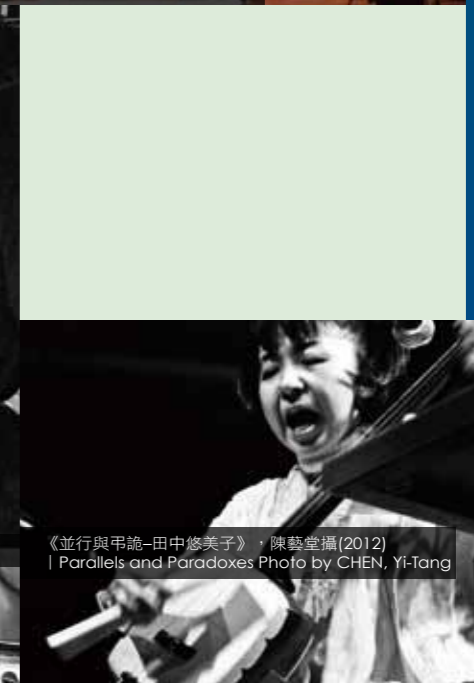 《並行與弔詭–田中悠美子》，陳藝堂攝(2012)
| Parallels and Paradoxes Photo by CHEN, Yi-Tang